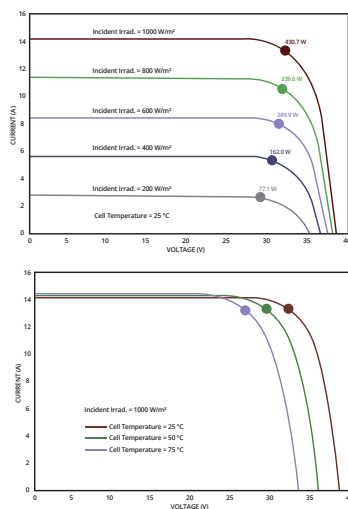 16
14
12
10
8
6
4
2
0
CURRENT (A)
Incident Irrad. = 1000 W/m²
430.7 W
Incident Irrad. = 800 W/m²
339.6 W
Incident Irrad. = 600 W/m²
249.9 W
Incident Irrad. = 400 W/m²
162.0 W
Incident Irrad. = 200 W/m²
77.1 W
Cell Temperature = 25 °C
0 5 10 15 20 25 30 35 40
VOLTAGE (V)
16
14
12
10
8
6
4
2
0
CURRENT (A)
Incident Irrad. = 1000 W/m²
Cell Temperature = 25 °C
Cell Temperature = 50 °C
Cell Temperature = 75 °C
0 5 10 15 20 25 30 35 40
VOLTAGE (V)